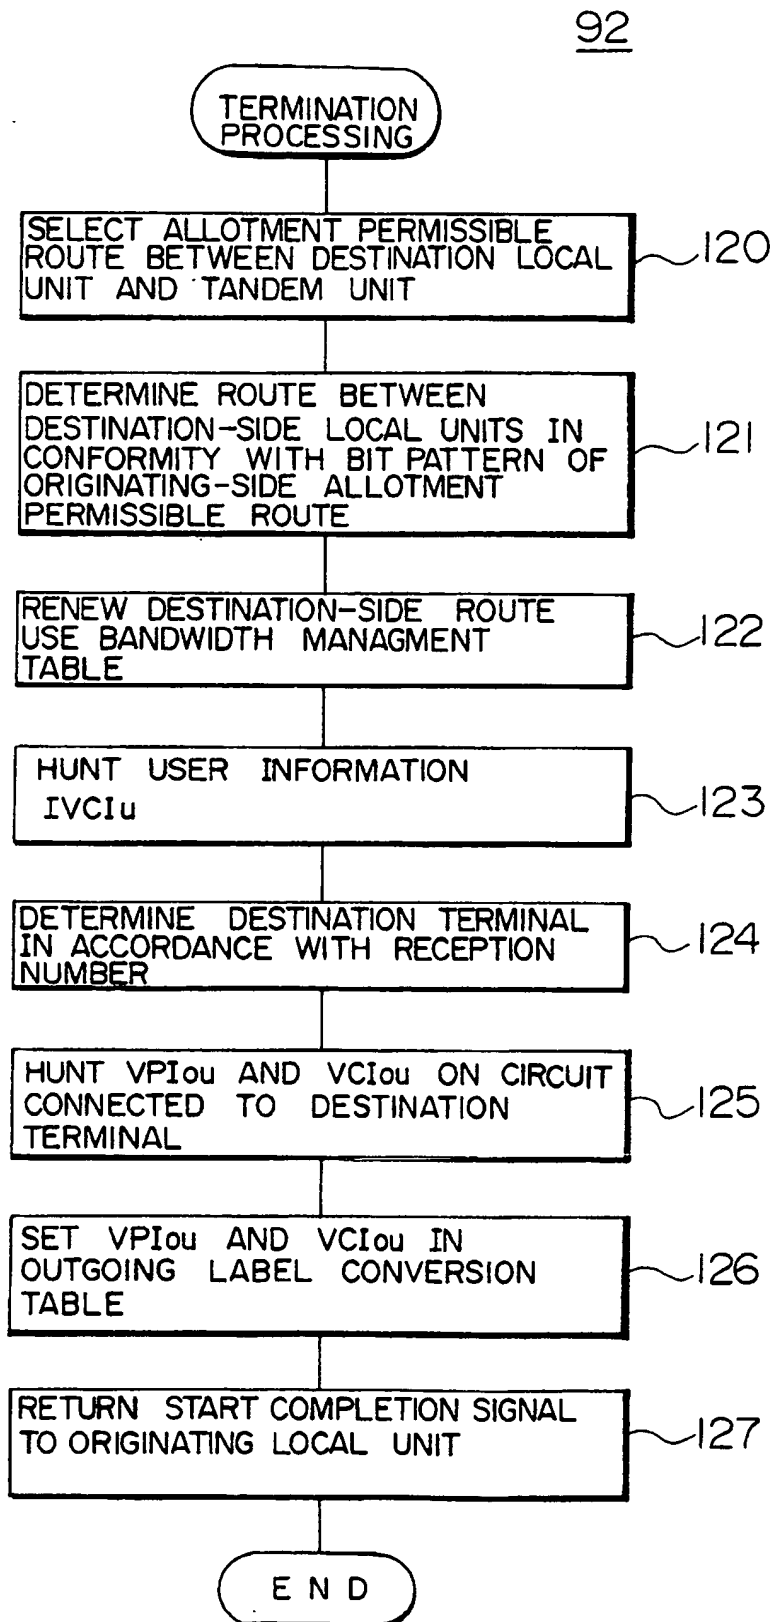 92
TERMINATION
PROCESSING
SELECT ALLOTMENT PERMISSIBLE
ROUTE BETWEEN DESTINATION LOCAL
UNIT AND TANDEM UNIT
120
DETERMINE ROUTE BETWEEN
DESTINATION-SIDE LOCAL UNITS IN
CONFORMITY WITH BIT PATTERN OF
ORIGINATING-SIDE ALLOTMENT
PERMISSIBLE ROUTE
121
RENEW DESTINATION-SIDE ROUTE
USE BANDWIDTH MANAGMENT
TABLE
122
HUNT USER INFORMATION
IVCIu
123
DETERMINE DESTINATION TERMINAL
IN ACCORDANCE WITH RECEPTION
NUMBER
124
HUNT VPIou AND VCIou ON CIRCUIT
CONNECTED TO DESTINATION
TERMINAL
125
SET VPIou AND VCIou IN
OUTGOING LABEL CONVERSION
TABLE
126
RETURN START COMPLETION SIGNAL
TO ORIGINATING LOCAL UNIT
127
END